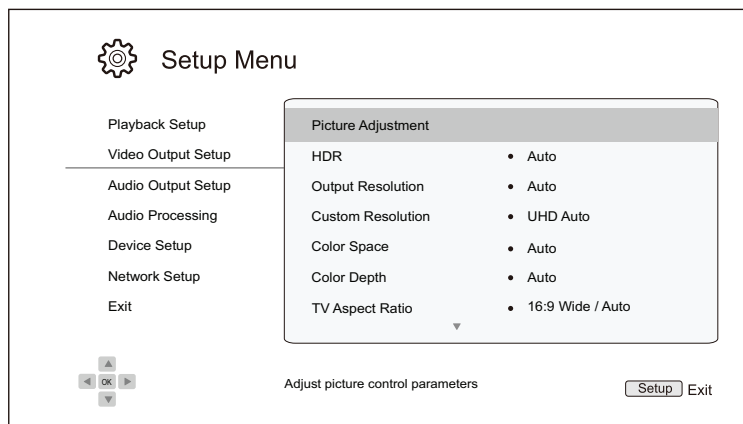 Setup Menu
Playback Setup
Video Output Setup
Audio Output Setup
Audio Processing
Device Setup
Network Setup
Exit
Picture Adjustment
HDR • Auto
Output Resolution • Auto
Custom Resolution • UHD Auto
Color Space • Auto
Color Depth • Auto
TV Aspect Ratio • 16:9 Wide / Auto
OK
Adjust picture control parameters
Setup Exit